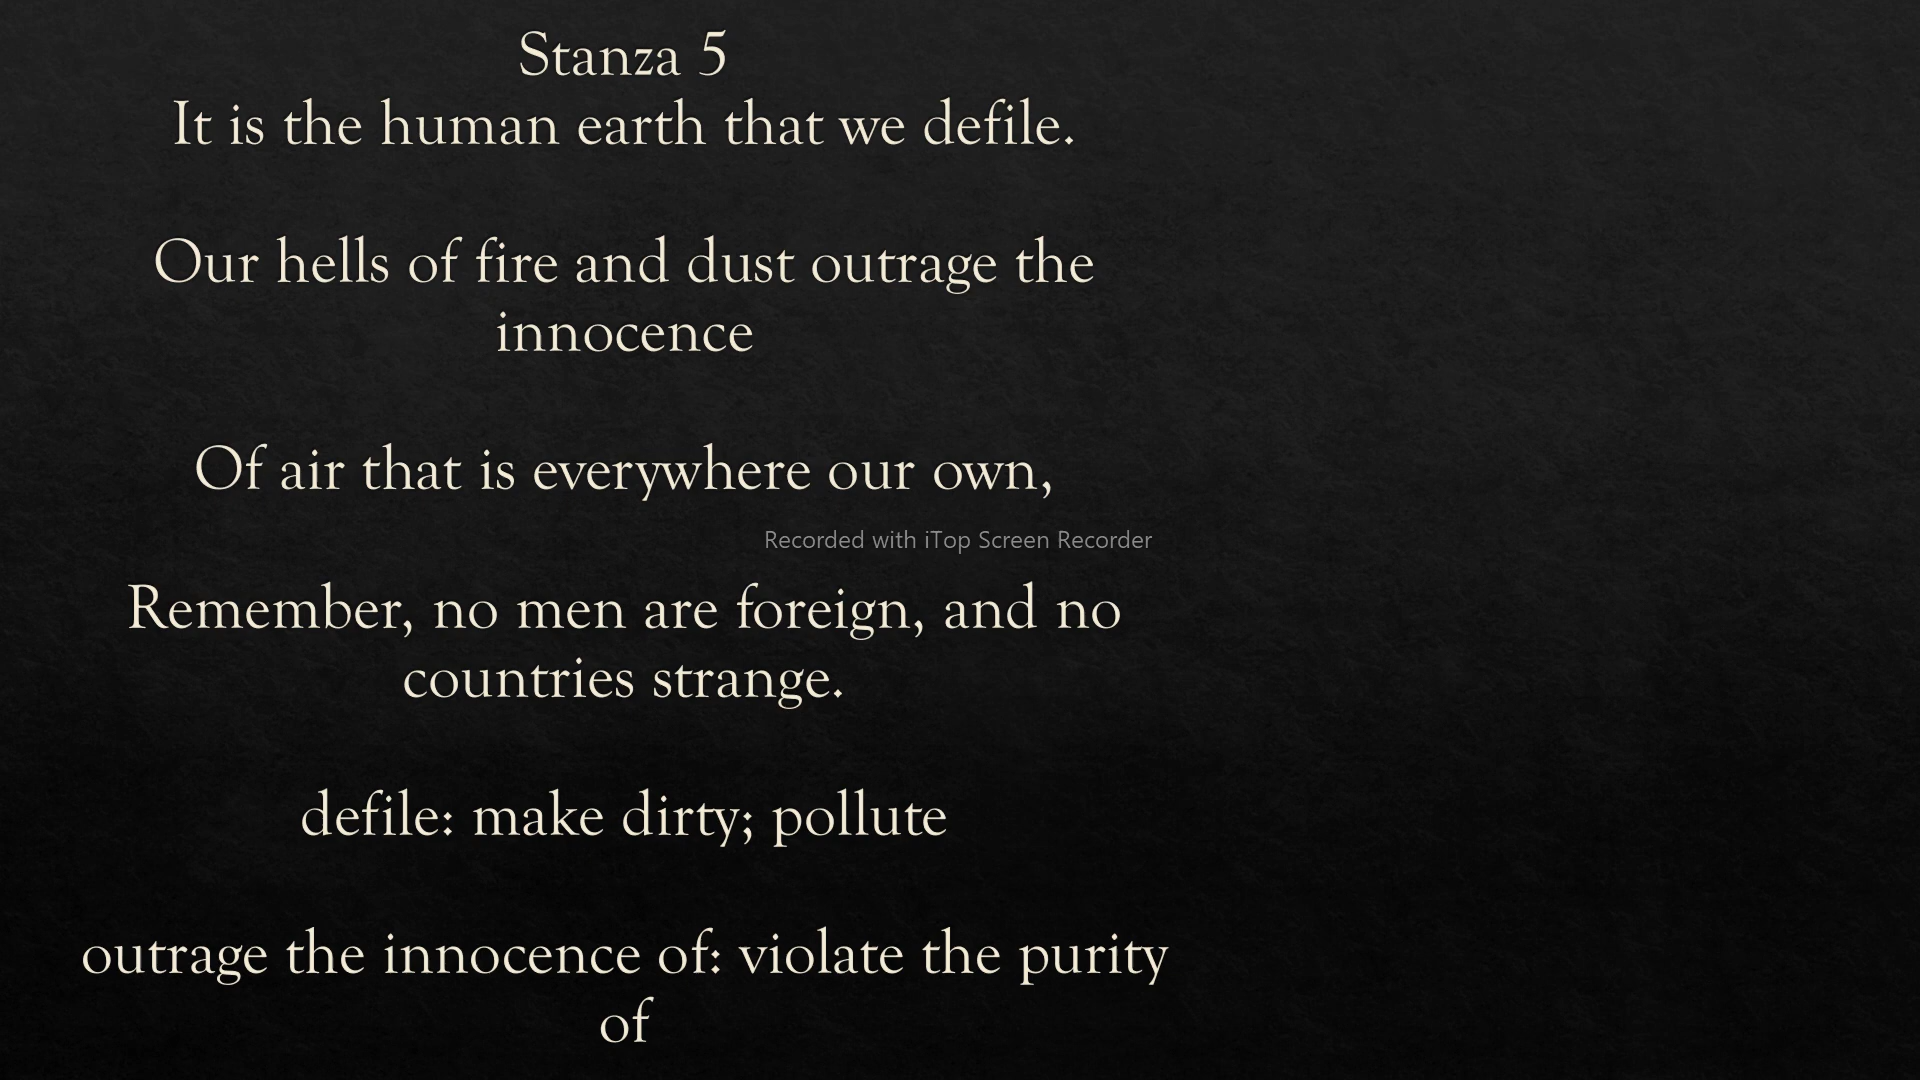 Stanza 5
It is the human earth that we defile.
Our hells of fire and dust outrage the
innocence
Of air that is everywhere our own,
Recorded with iTop Screen Recorder
Remember, no men are foreign, and no
countries strange.
defile: make dirty; pollute
outrage the innocence of: violate the purity
of